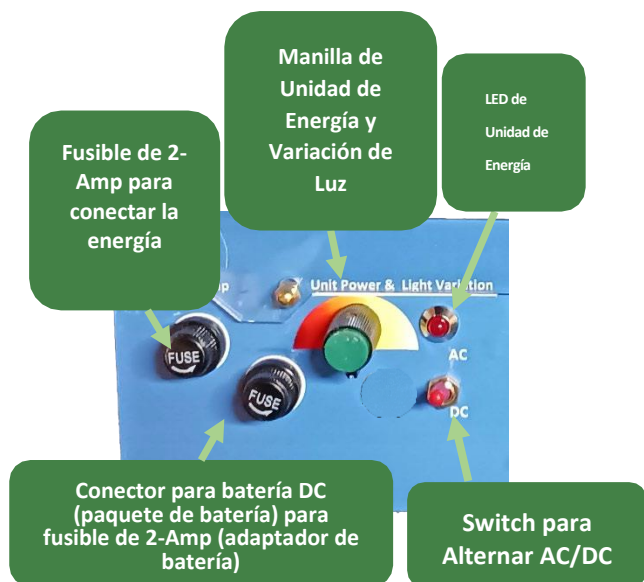 Manilla de
Unidad de
Energía y
Variación de
Luz
LED de
Unidad de
Energía
Fusible de 2-
Amp para
conectar la
energía
Unit Power & Light Variation
FUSE
AC
FUSE
DC
Conector para batería DC
(paquete de batería) para
fusible de 2-Amp (adaptador de
batería)
Switch para
Alternar AC/DC